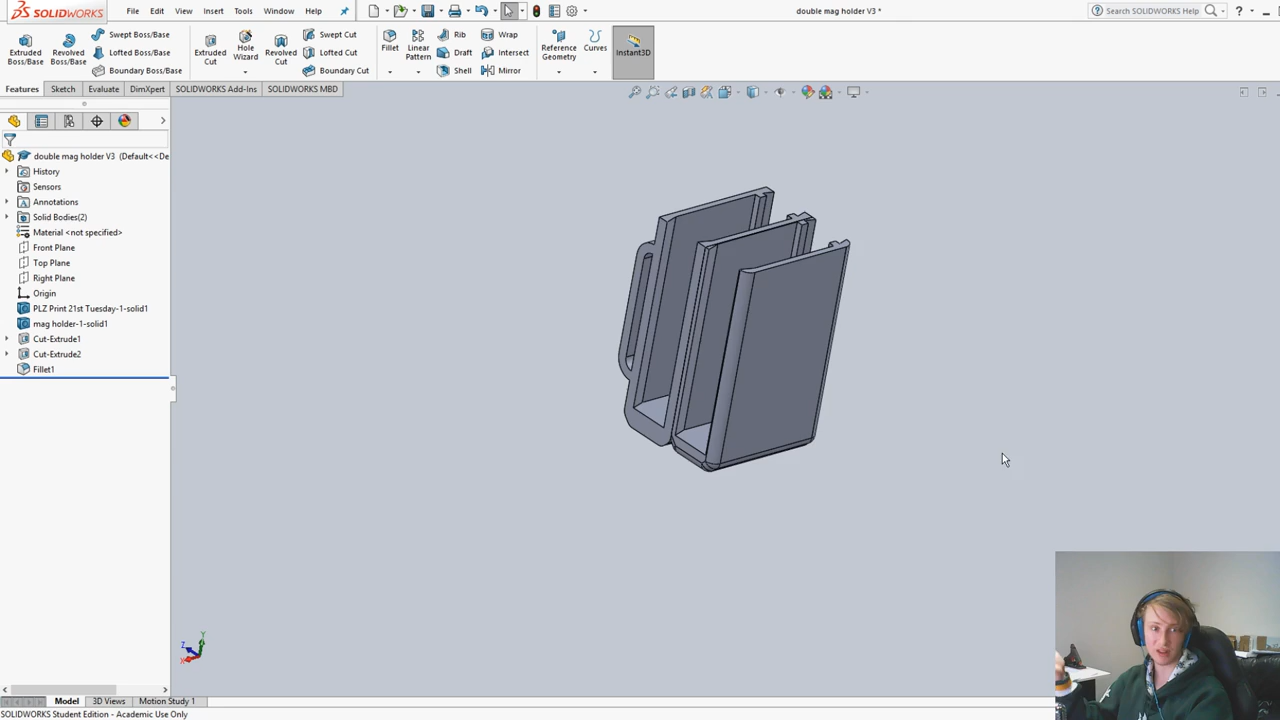 SOLIDWORKS File Edit View Insert Tools Window Help double mag holder V3 * Search SOLIDWORKS Help ?
Extruded Boss/Base
Revolved Boss/Base
Swept Boss/Base
Lofted Boss/Base
Boundary Boss/Base
Extruded Cut
Hole Wizard
Revolved Cut
Swept Cut
Lofted Cut
Boundary Cut
Fillet
Linear Pattern
Rib
Draft
Shell
Wrap
Intersect
Mirror
Reference Geometry
Curves
Instant3D
Features Sketch Evaluate DimXpert SOLIDWORKS Add-Ins SOLIDWORKS MBD
double mag holder V3 (Default<<De
History
Sensors
Annotations
Solid Bodies(2)
Material <not specified>
Front Plane
Top Plane
Right Plane
Origin
PLZ Print 21st Tuesday-1-solid1
mag holder-1-solid1
Cut-Extrude1
Cut-Extrude2
Fillet1
Y
Z
X
Model 3D Views Motion Study 1
SOLIDWORKS Student Edition - Academic Use Only